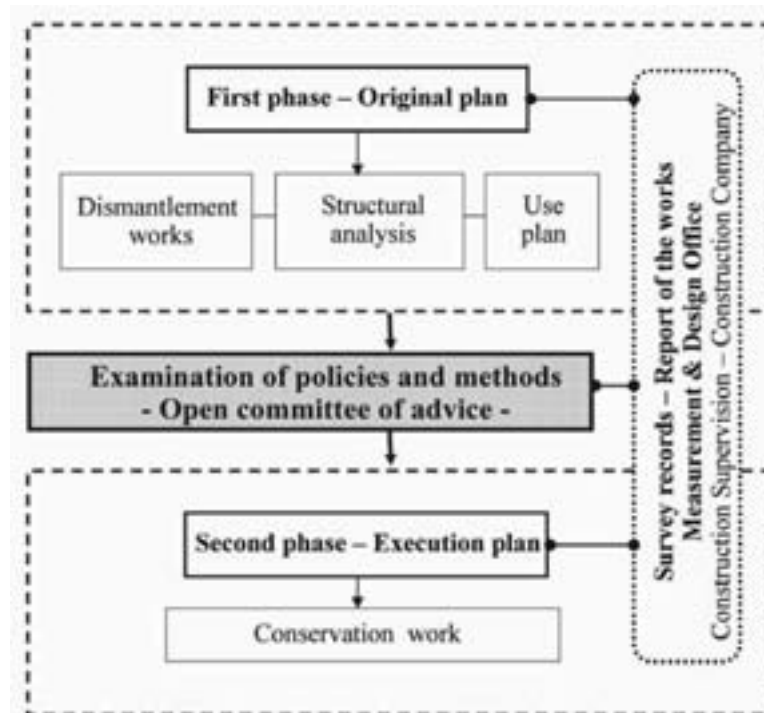 First phase – Original plan
Dismantlement
works
Structural
analysis
Use
plan
Examination of policies and methods
- Open committee of advice -
Second phase – Execution plan
Conservation work
Survey records – Report of the works
Measurement & Design Office
Construction Supervision – Construction Company